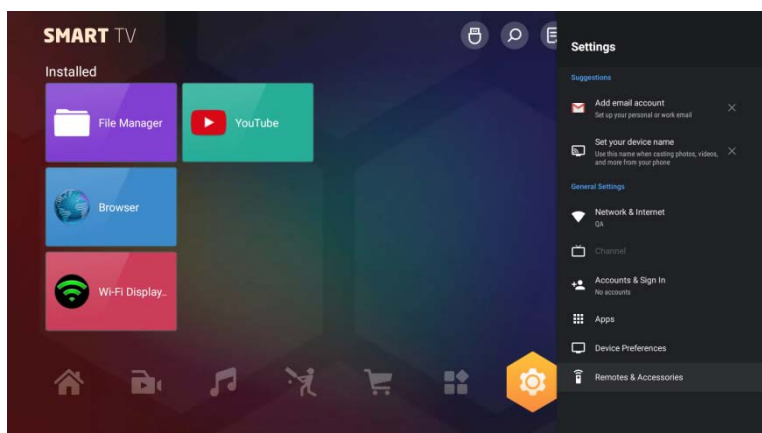 SMART TV
Installed
File Manager
YouTube
Browser
Wi-Fi Display..
Settings
Suggestions
Add email account
Set up your personal or work email
Set your device name
Use this name when casting photos, videos,
and more from your phone
General Settings
Network & Internet
QA
Channel
Accounts & Sign In
No accounts
Apps
Device Preferences
Remotes & Accessories